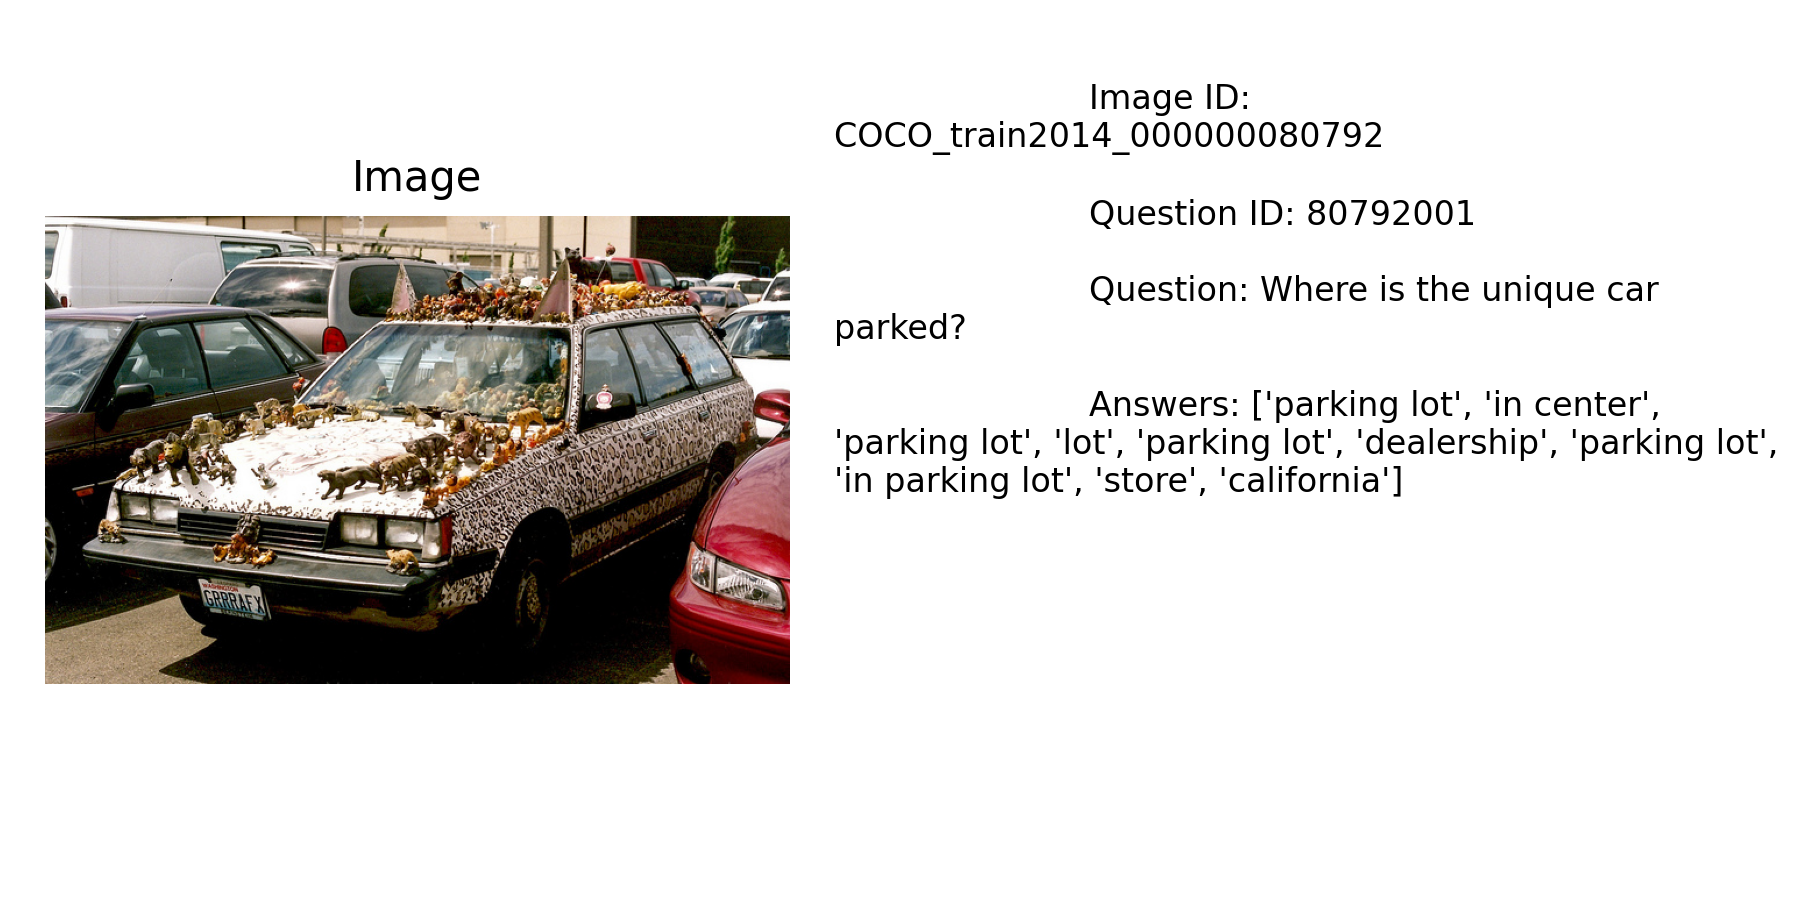 Image
WASHINGTON
GRRRAFX
Image ID:
COCO_train2014_000000080792
Question ID: 80792001
Question: Where is the unique car
parked?
Answers: ['parking lot', 'in center',
'parking lot', 'lot', 'parking lot', 'dealership', 'parking lot',
'in parking lot', 'store', 'california']